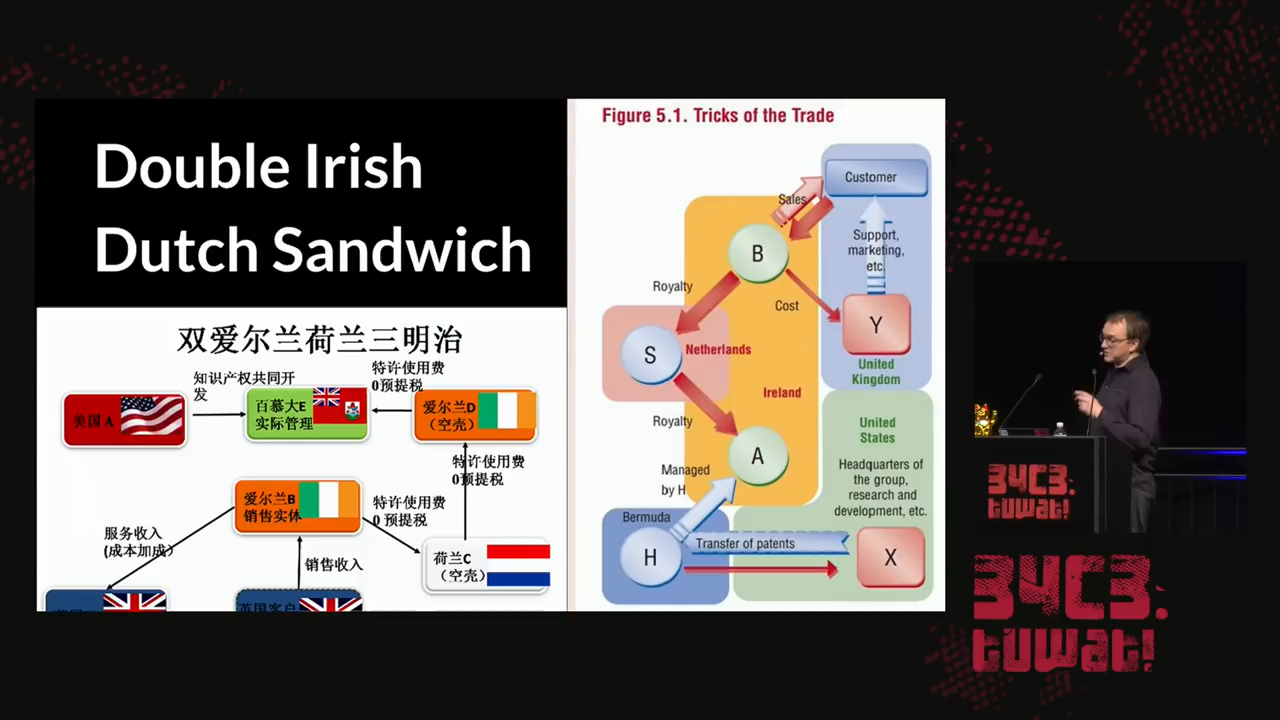 Double Irish
Dutch Sandwich
双爱尔兰荷兰三明治
知识产权共同开
发
特许使用费
0预提税
美国A
百慕大E
实际管理
爱尔兰D
（空壳）
特许使用费
0预提税
爱尔兰B
销售实体
特许使用费
0 预提税
服务收入
(成本加成)
荷兰C
（空壳）
销售收入
英国客户
Figure 5.1. Tricks of the Trade
Customer
Sales
B
Support,
marketing,
etc.
Royalty
Cost
S
Netherlands
Y
United
Kingdom
Ireland
Royalty
United
States
A
Managed
by H
Headquarters of
the group,
research and
development, etc.
Bermuda
H
Transfer of patents
X
34C3.
tuwat!
34C3.
tuwat!